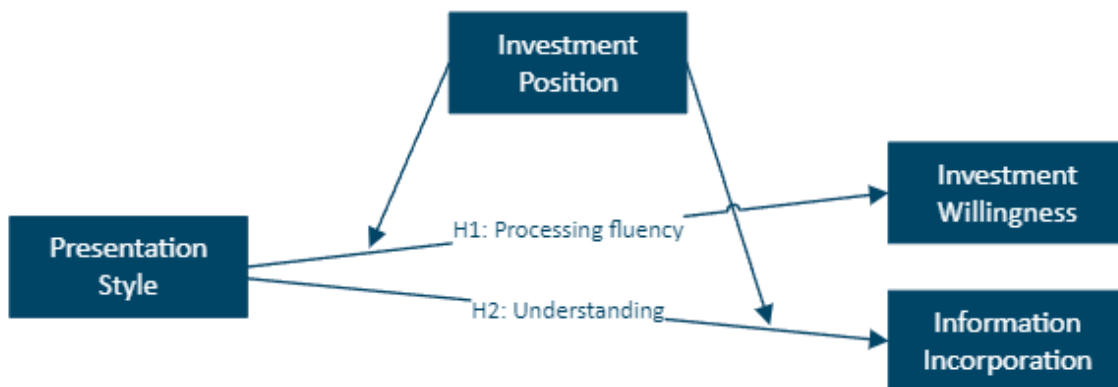 Investment
Position
Investment
Willingness
H1: Processing fluency
Presentation
Style
H2: Understanding
Information
Incorporation